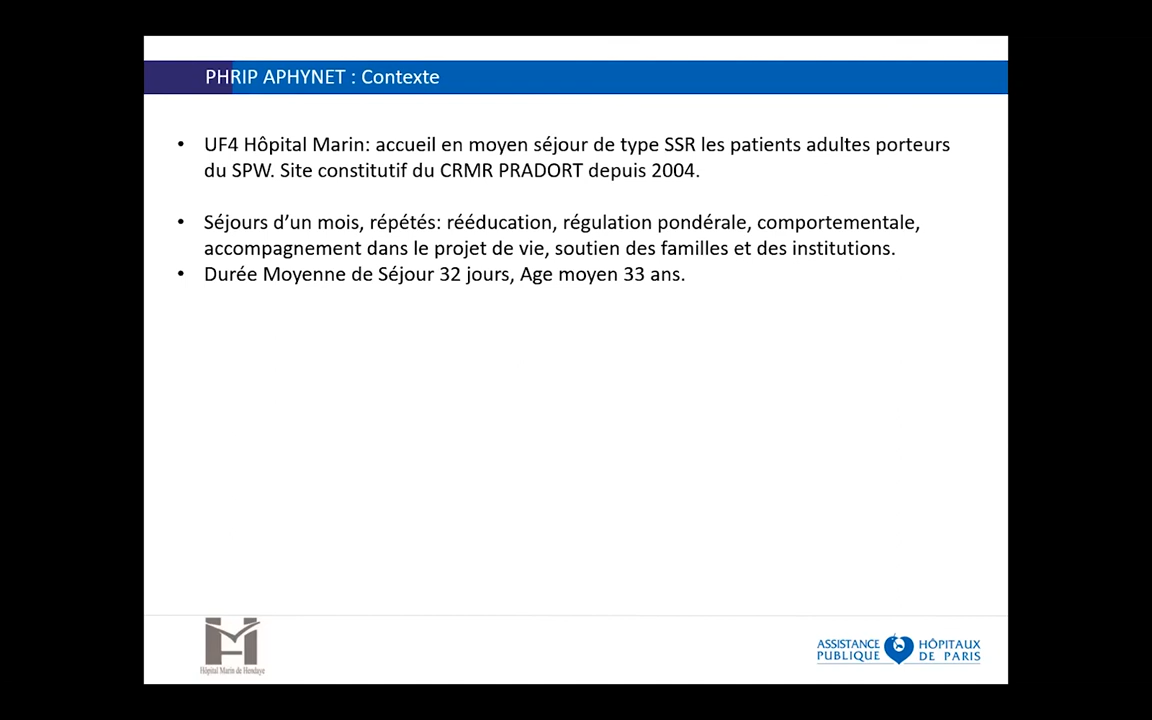 PHRIP APHYNET : Contexte
• UF4 Hôpital Marin: accueil en moyen séjour de type SSR les patients adultes porteurs
du SPW. Site constitutif du CRMR PRADORT depuis 2004.
• Séjours d’un mois, répétés: rééducation, régulation pondérale, comportementale,
accompagnement dans le projet de vie, soutien des familles et des institutions.
• Durée Moyenne de Séjour 32 jours, Age moyen 33 ans.
Hôpital Marin de Hendaye
ASSISTANCE HÔPITAUX
PUBLIQUE DE PARIS